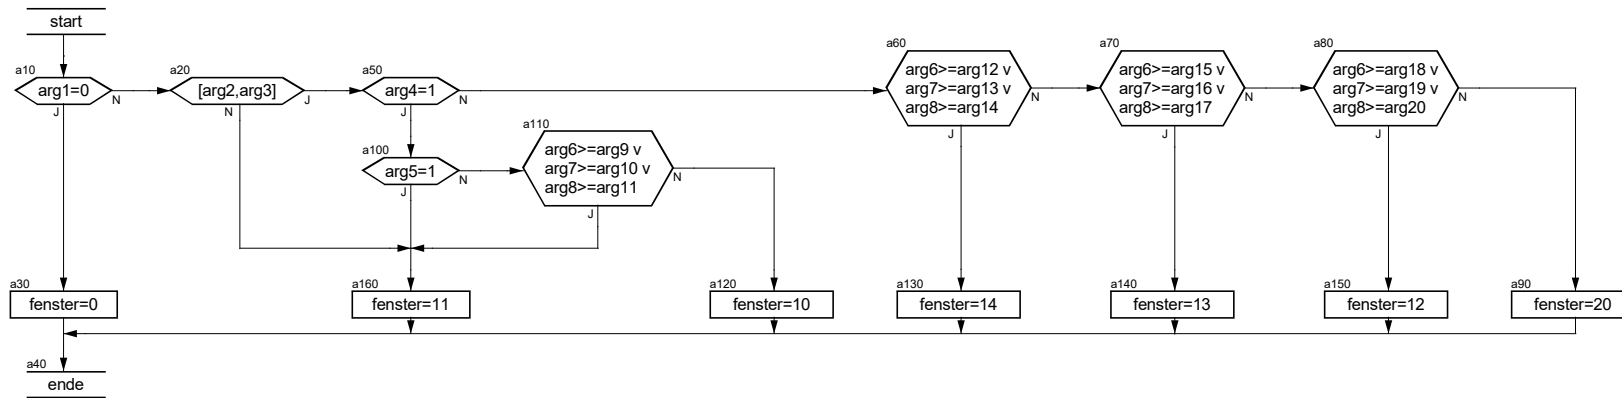 start
a10
arg1=0
N
J
a20
[arg2,arg3]
J
N
a50
arg4=1
N
J
a100
arg5=1
N
J
a110
arg6>=arg9 v
arg7>=arg10 v
arg8>=arg11
N
J
a60
arg6>=arg12 v
arg7>=arg13 v
arg8>=arg14
N
J
a70
arg6>=arg15 v
arg7>=arg16 v
arg8>=arg17
N
J
a80
arg6>=arg18 v
arg7>=arg19 v
arg8>=arg20
N
J
a30
fenster=0
a160
fenster=11
a120
fenster=10
a130
fenster=14
a140
fenster=13
a150
fenster=12
a90
fenster=20
a40
ende